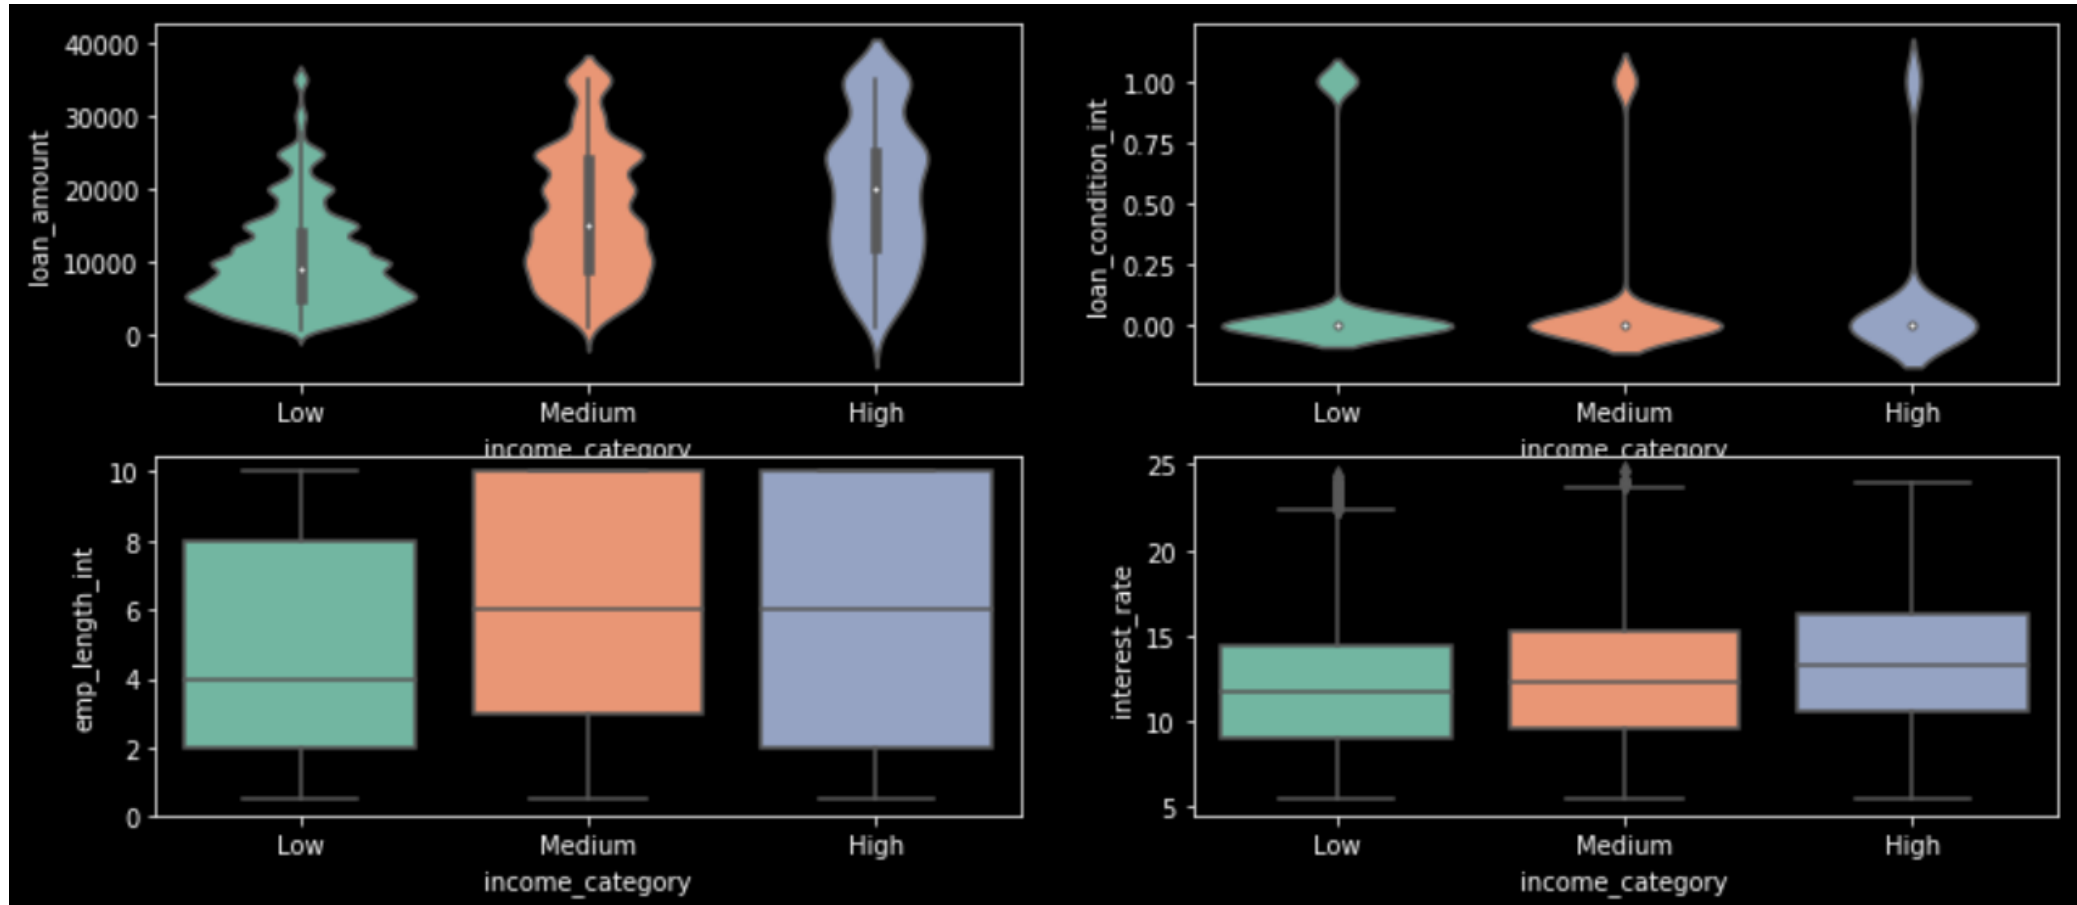 loan_amount
40000
30000
20000
10000
0
Low Medium High
income_category
loan_condition_int
1.00
0.75
0.50
0.25
0.00
Low Medium High
income_category
emp_length_int
10
8
6
4
2
0
Low Medium High
income_category
interest_rate
25
20
15
10
5
Low Medium High
income_category